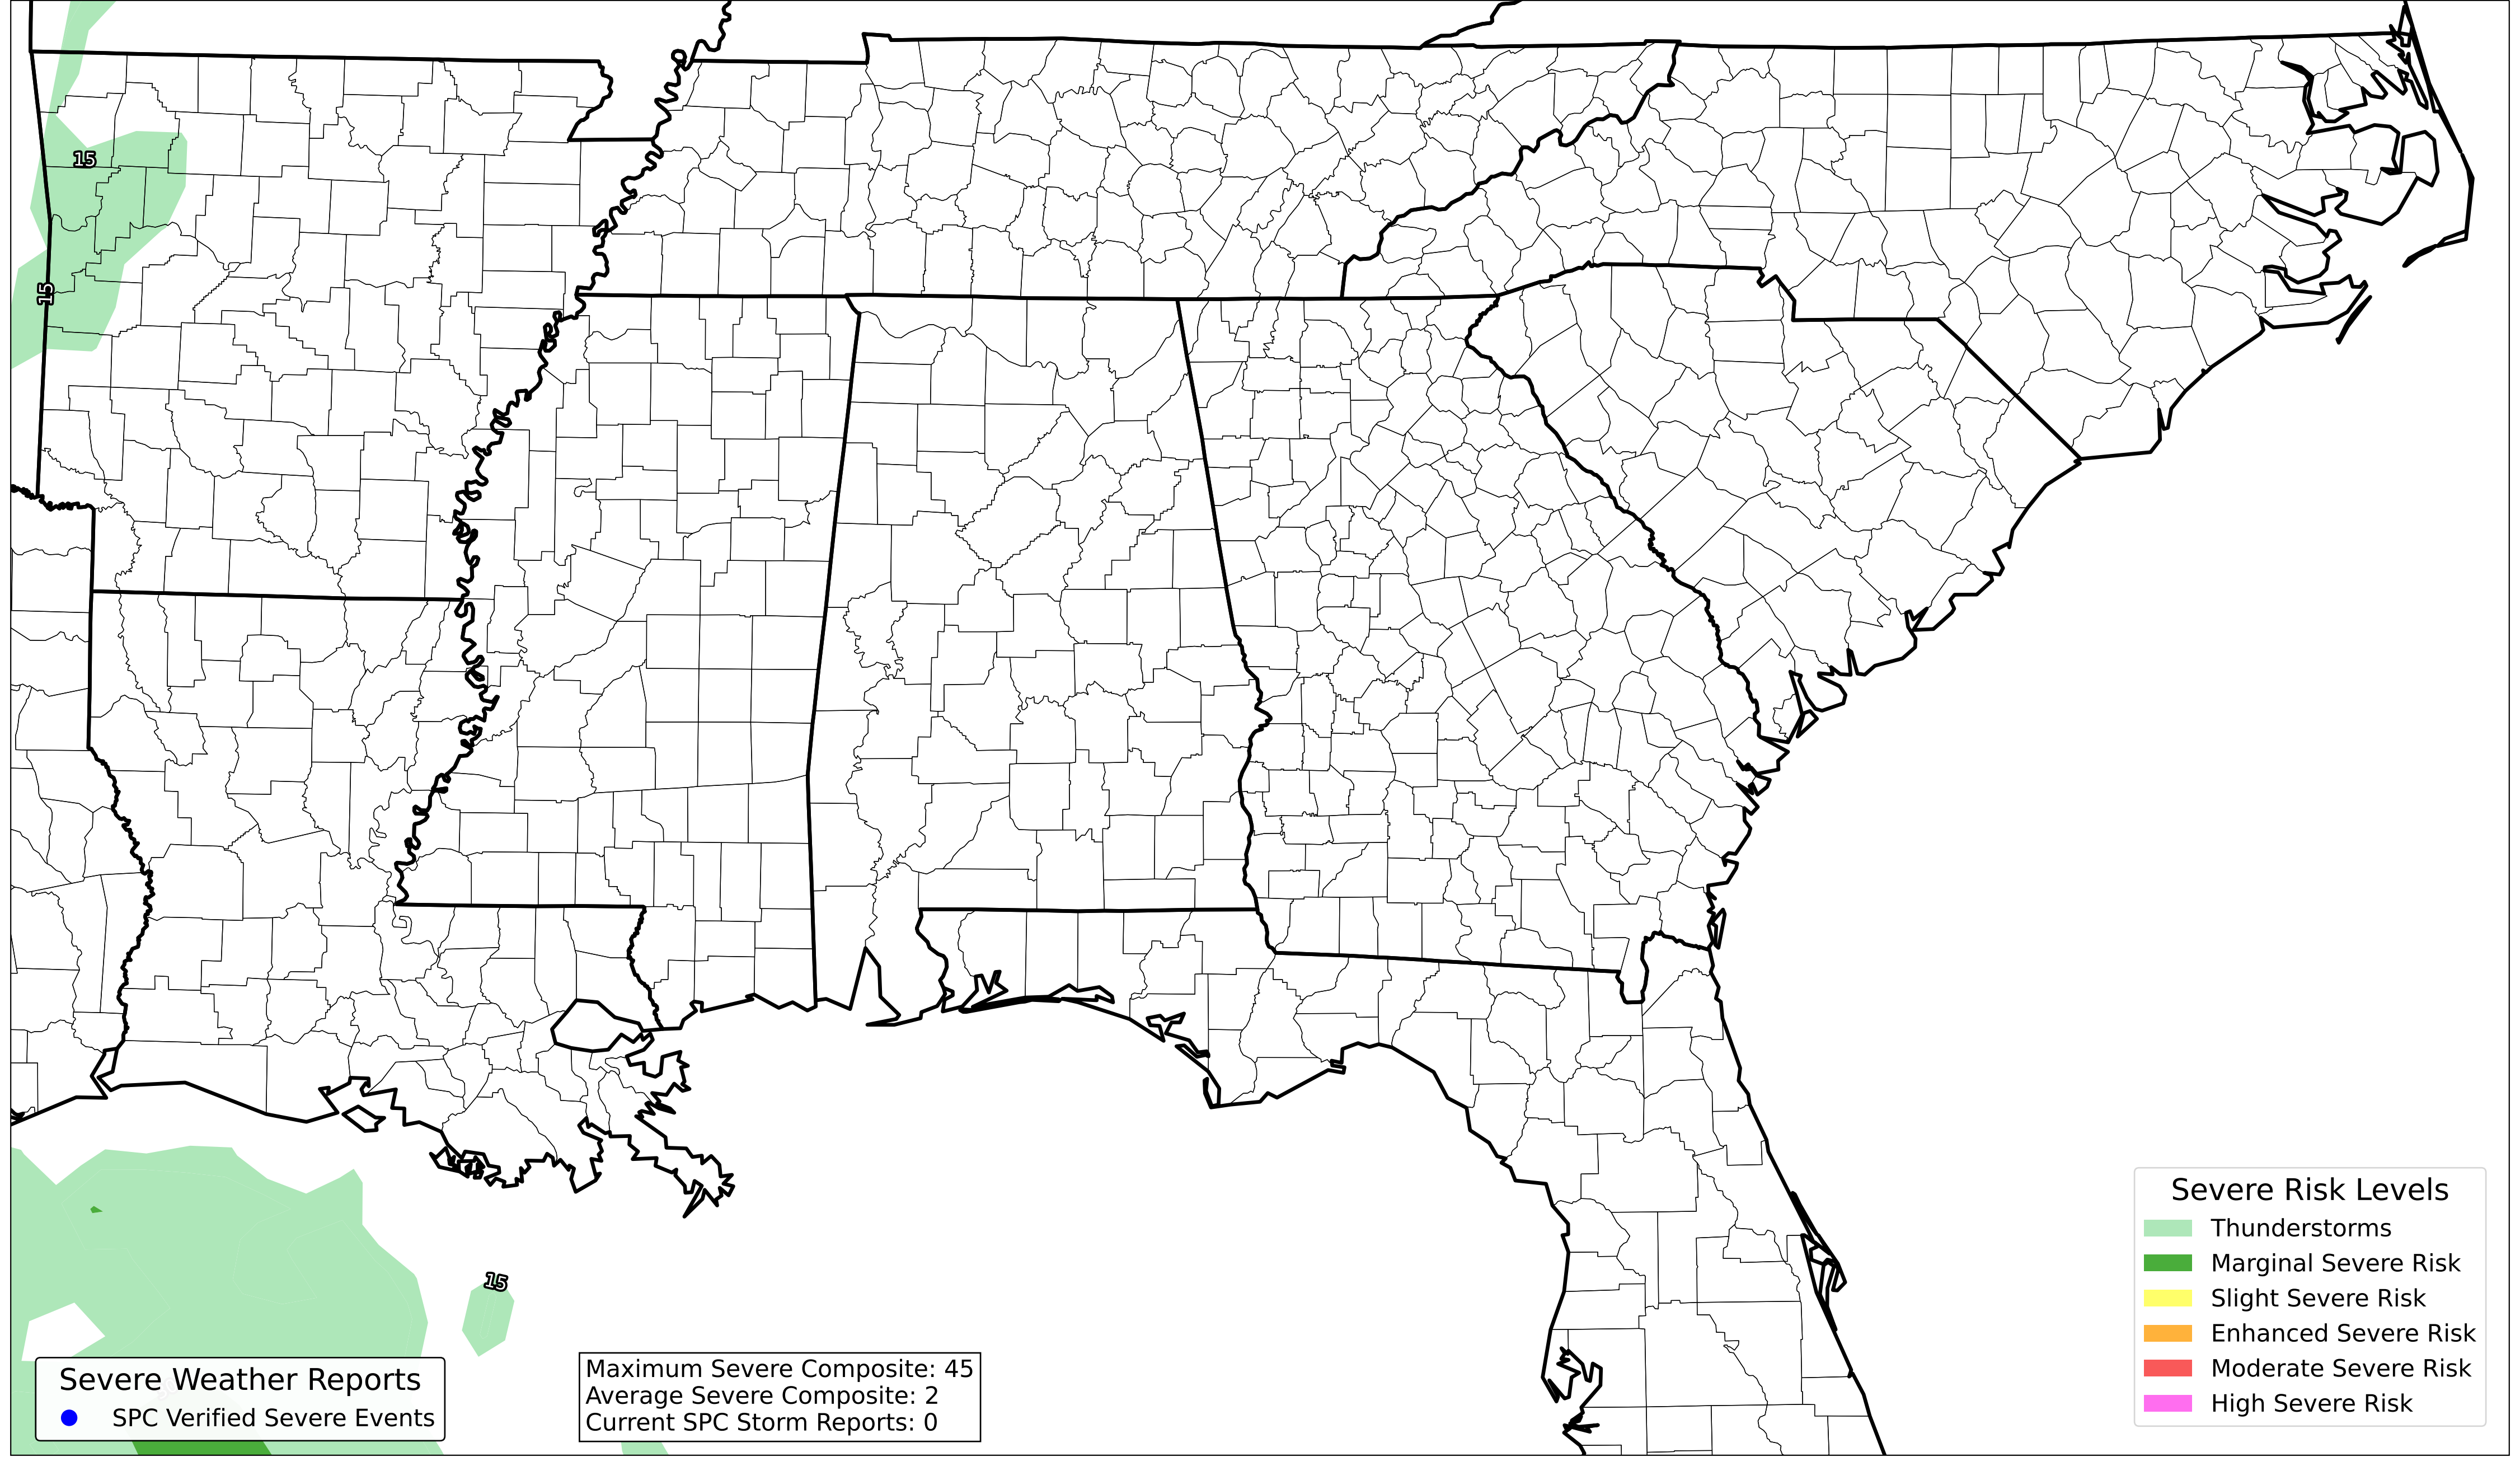 15
15
15
Severe Risk Levels
Thunderstorms
Marginal Severe Risk
Slight Severe Risk
Enhanced Severe Risk
Moderate Severe Risk
High Severe Risk
Severe Weather Reports
SPC Verified Severe Events
Maximum Severe Composite: 45
Average Severe Composite: 2
Current SPC Storm Reports: 0